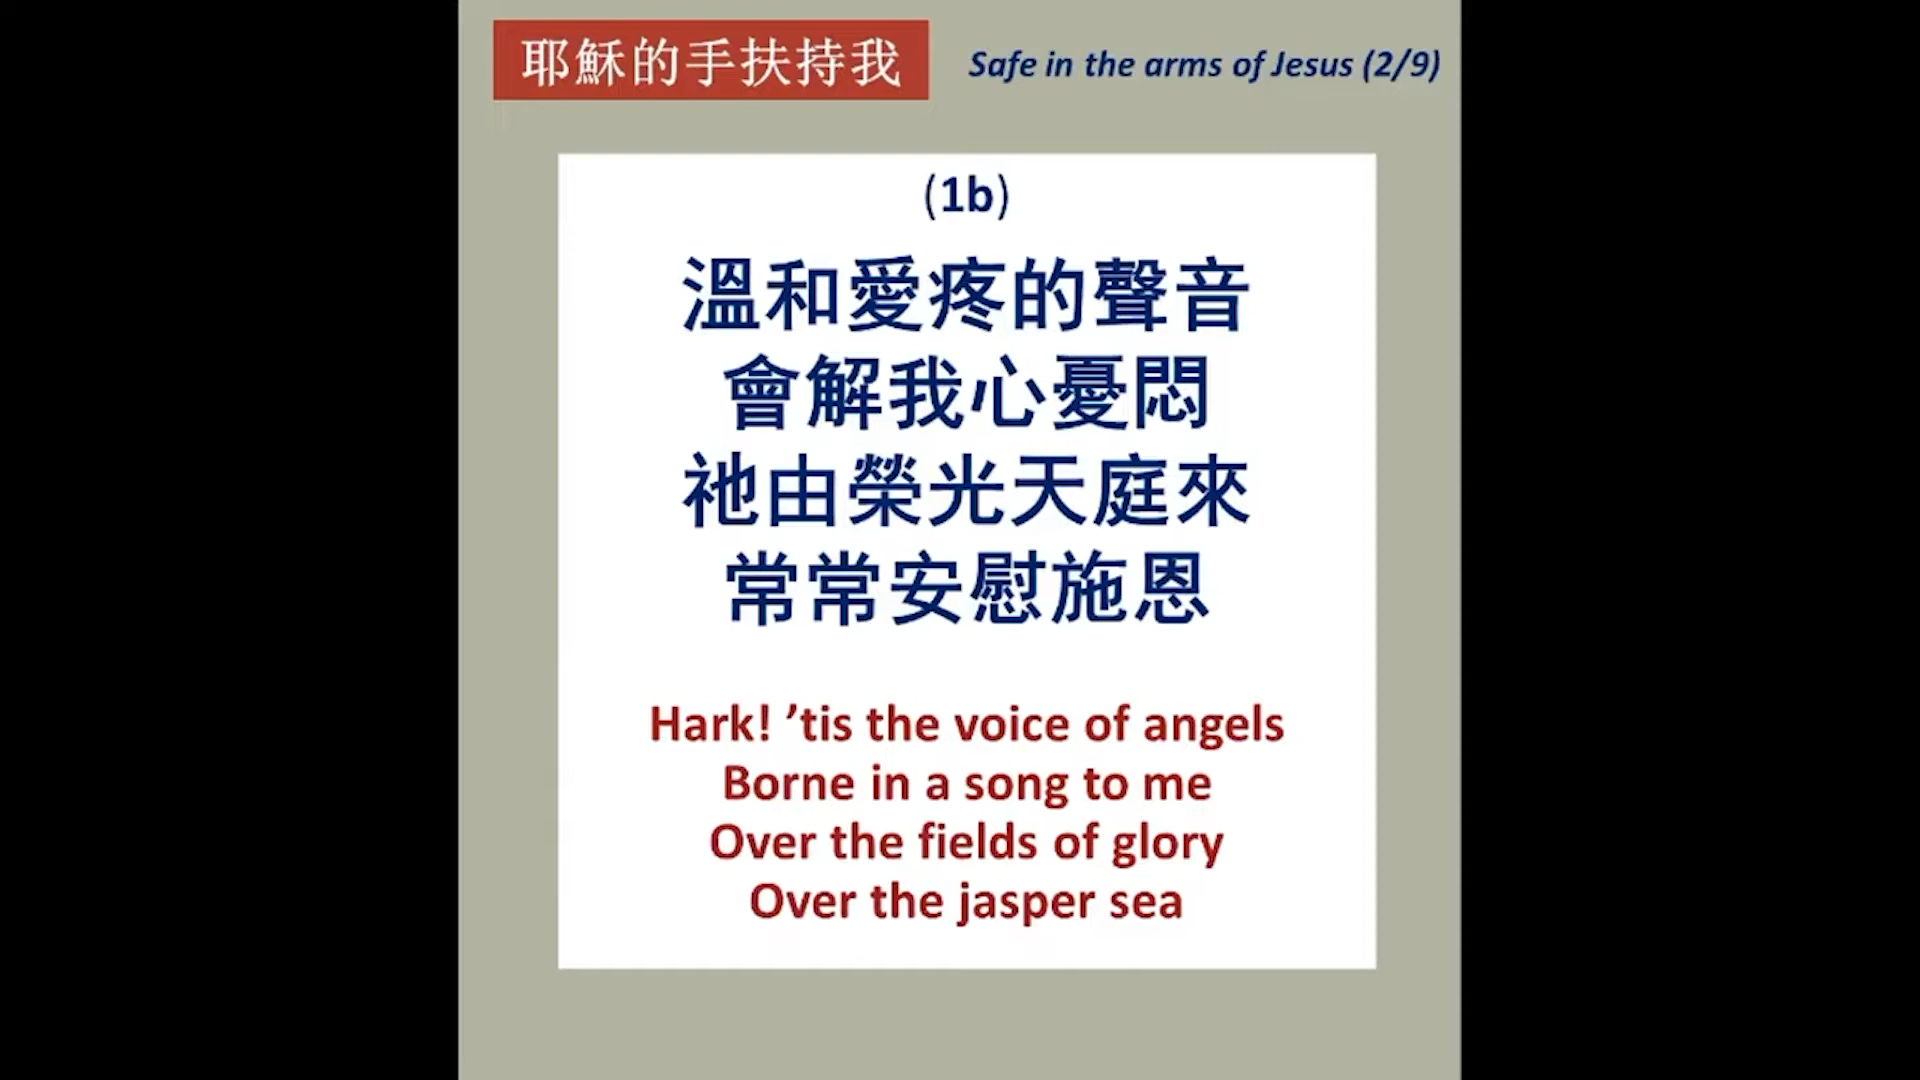 耶穌的手扶持我
Safe in the arms of Jesus (2/9)
(1b)
溫和愛疼的聲音
會解我心憂悶
祂由榮光天庭來
常常安慰施恩
Hark! ’tis the voice of angels
Borne in a song to me
Over the fields of glory
Over the jasper sea